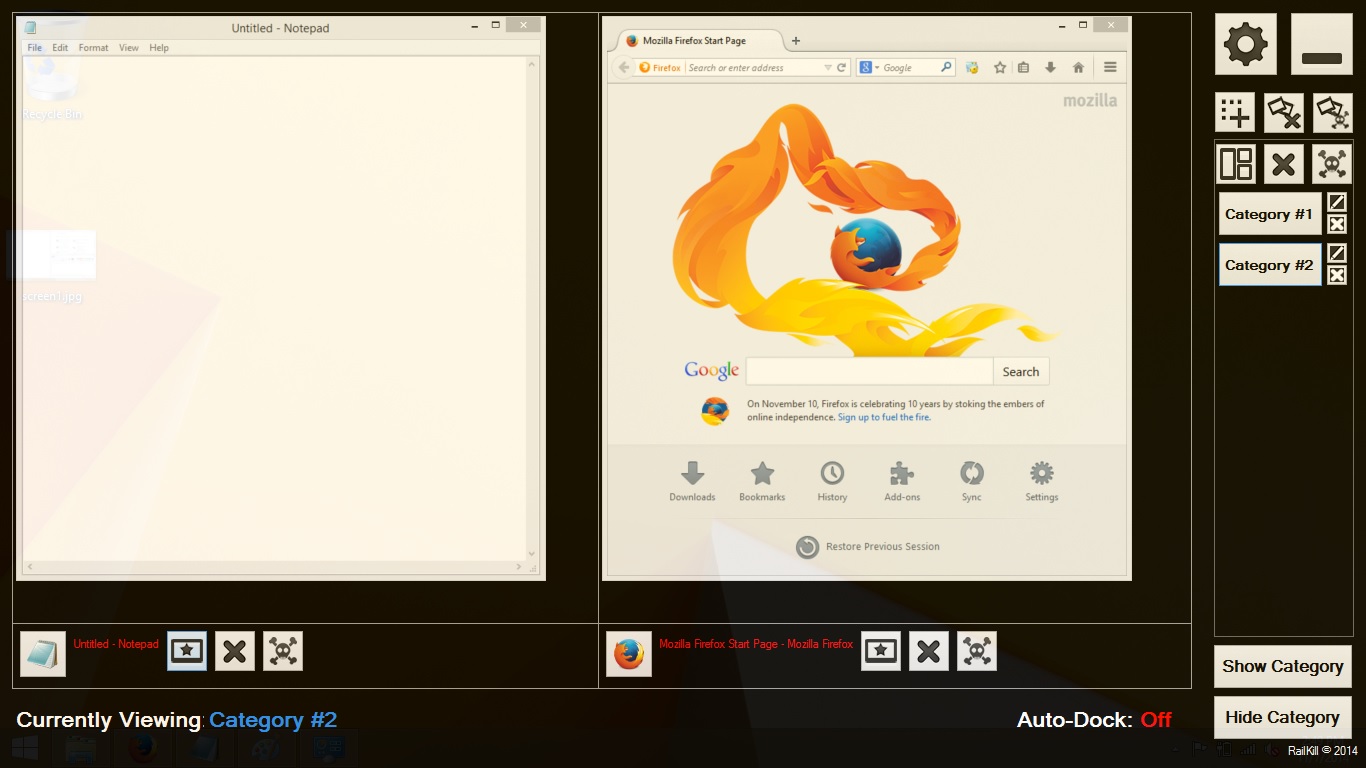 Untitled - Notepad
File Edit Format View Help
Recycle Bin
screen1.jpg
Mozilla Firefox Start Page
Firefox Search or enter address
Google
mozilla
Google Search
On November 10, Firefox is celebrating 10 years by stoking the embers of
online independence. Sign up to fuel the fire.
Downloads Bookmarks History Add-ons Sync Settings
Restore Previous Session
Untitled - Notepad
Mozilla Firefox Start Page - Mozilla Firefox
Currently Viewing: Category #2
Auto-Dock: Off
Category #1
Category #2
Show Category
Hide Category
RailKill © 2014